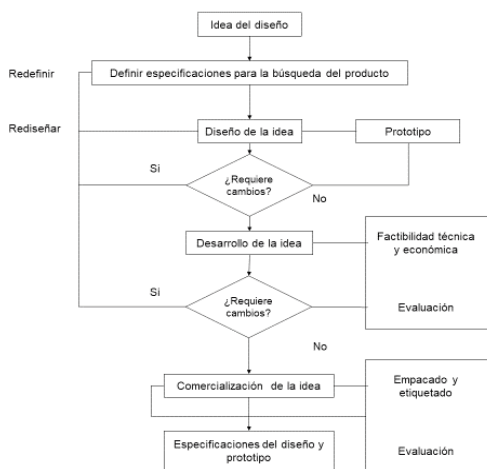 Idea del diseño
Redefinir
Definir especificaciones para la búsqueda del producto
Rediseñar
Diseño de la idea
Prototipo
Si
¿Requiere
cambios?
No
Desarrollo de la idea
Factibilidad técnica
y económica
Si
¿Requiere
cambios?
Evaluación
No
Comercialización de la idea
Empacado y
etiquetado
Especificaciones del diseño y
prototipo
Evaluación